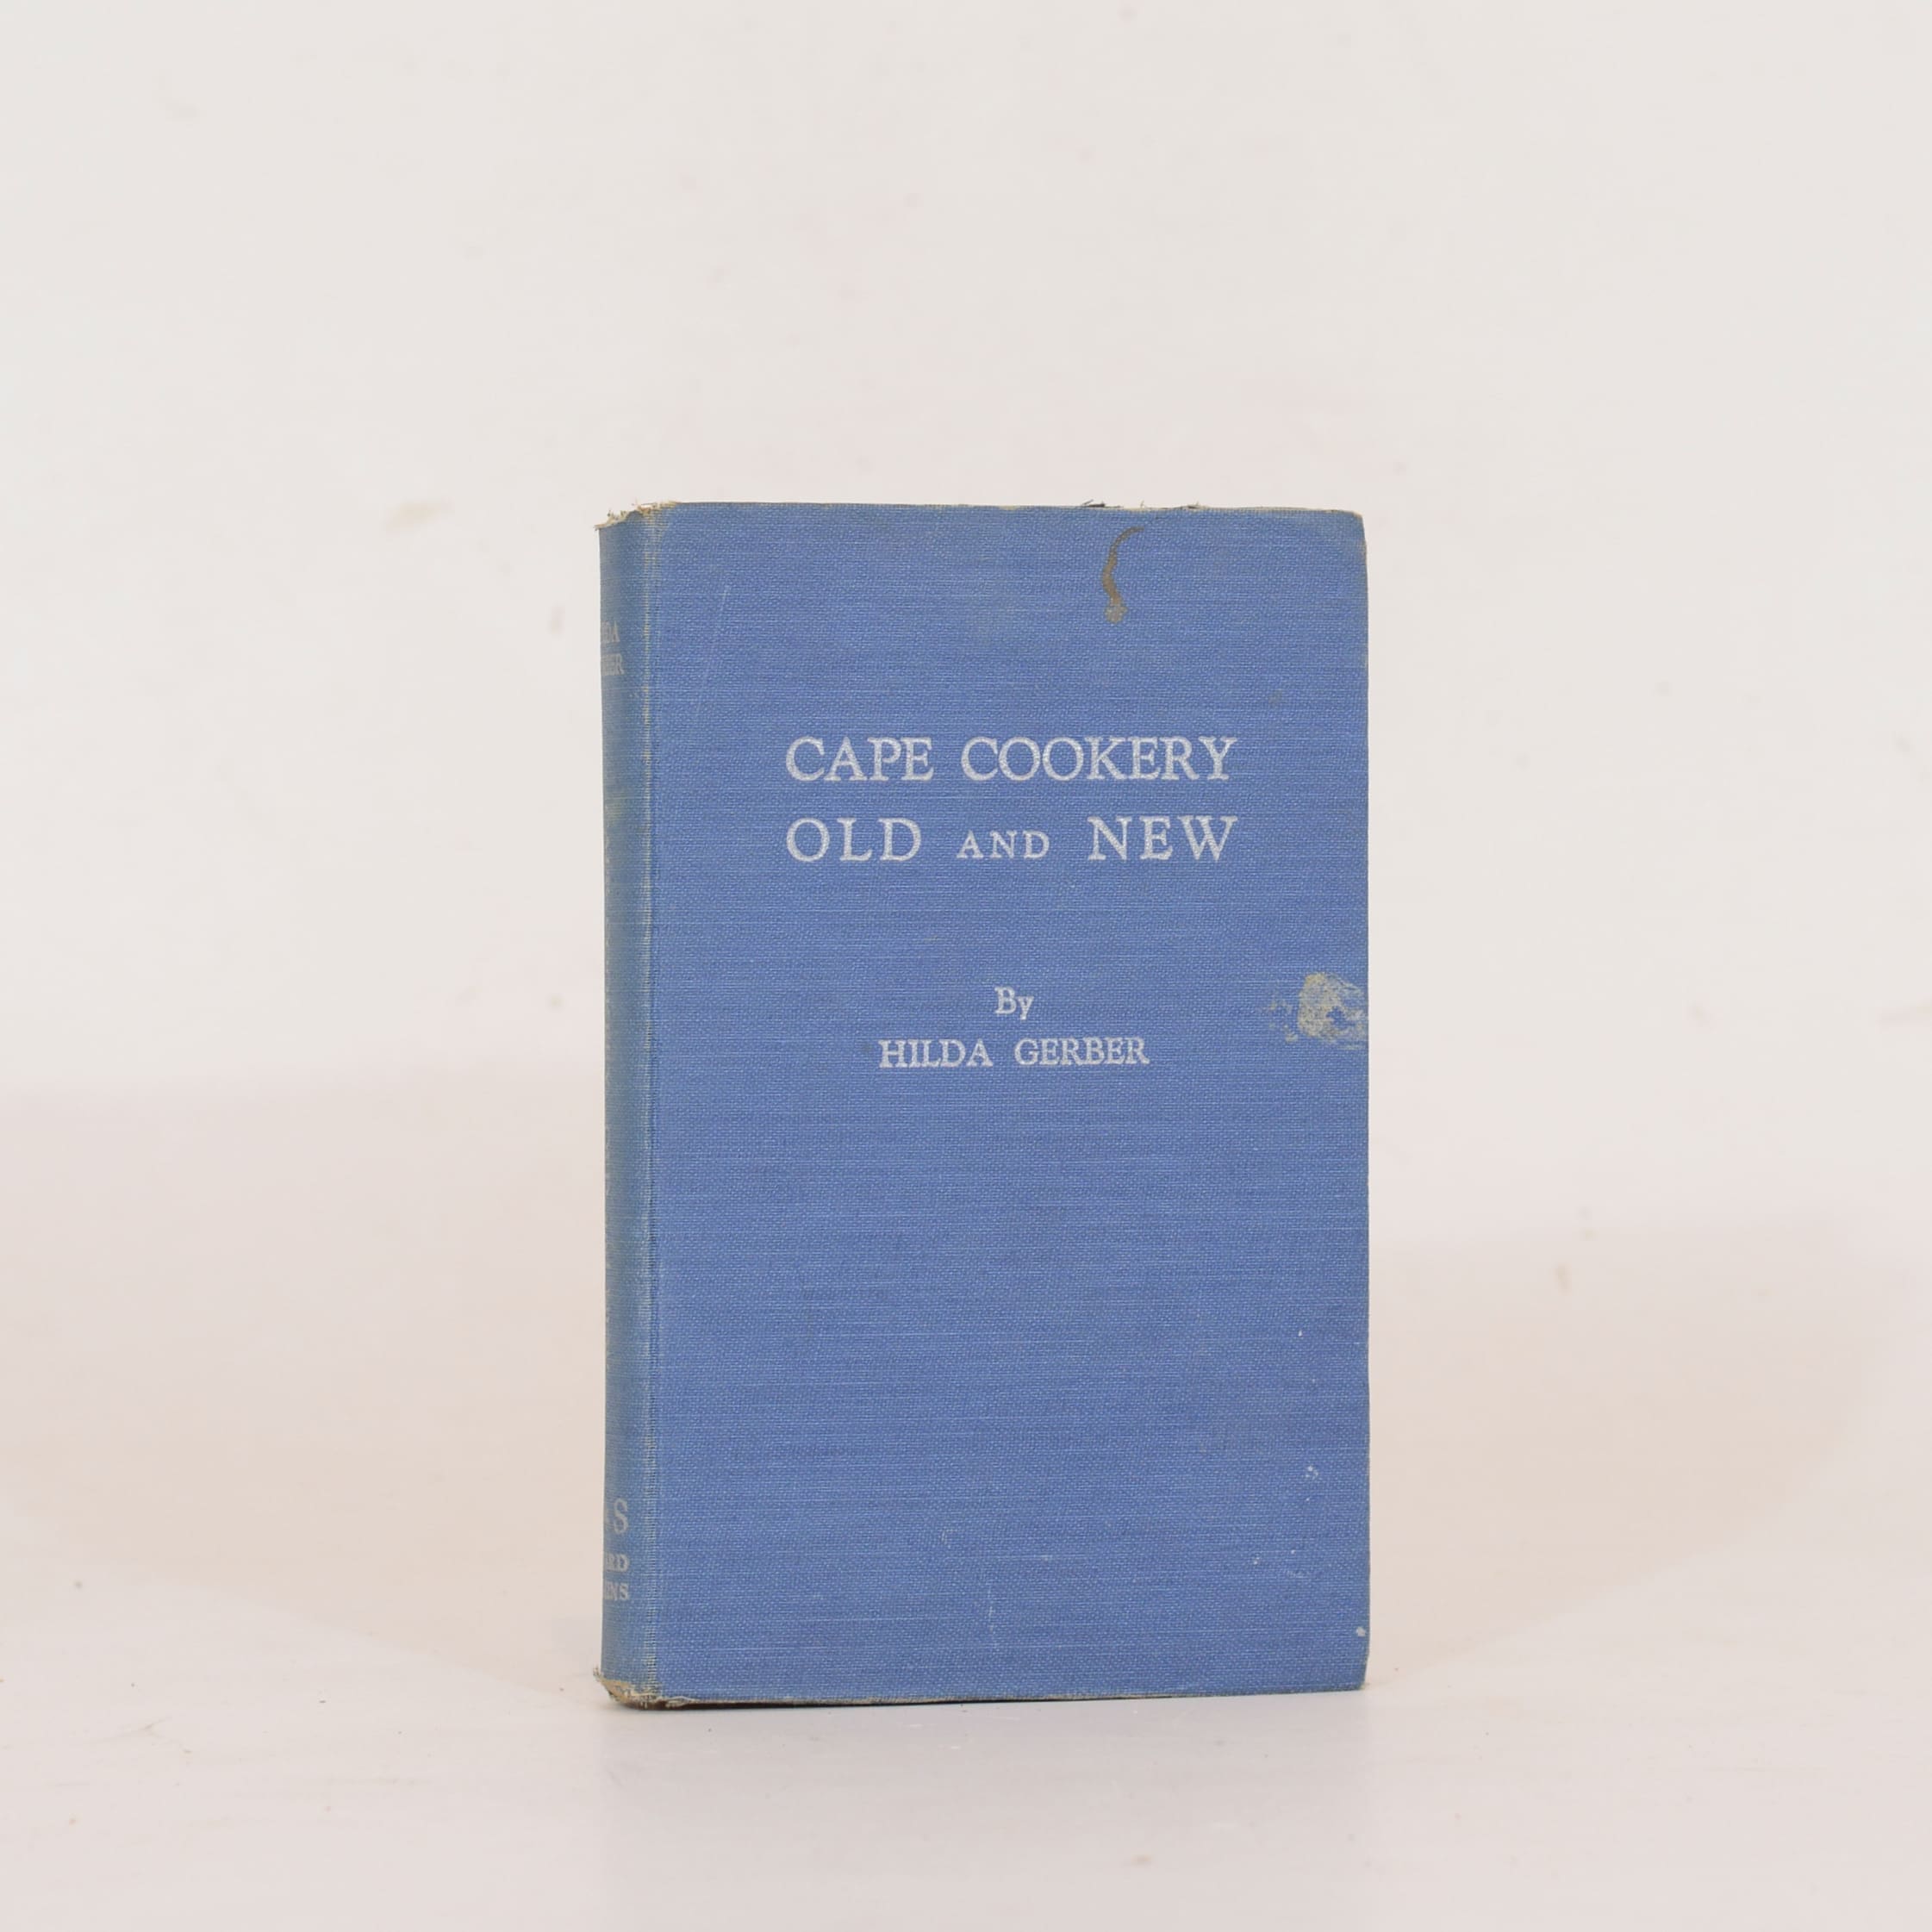 CAPE COOKERY
OLD AND NEW
By
HILDA GERBER